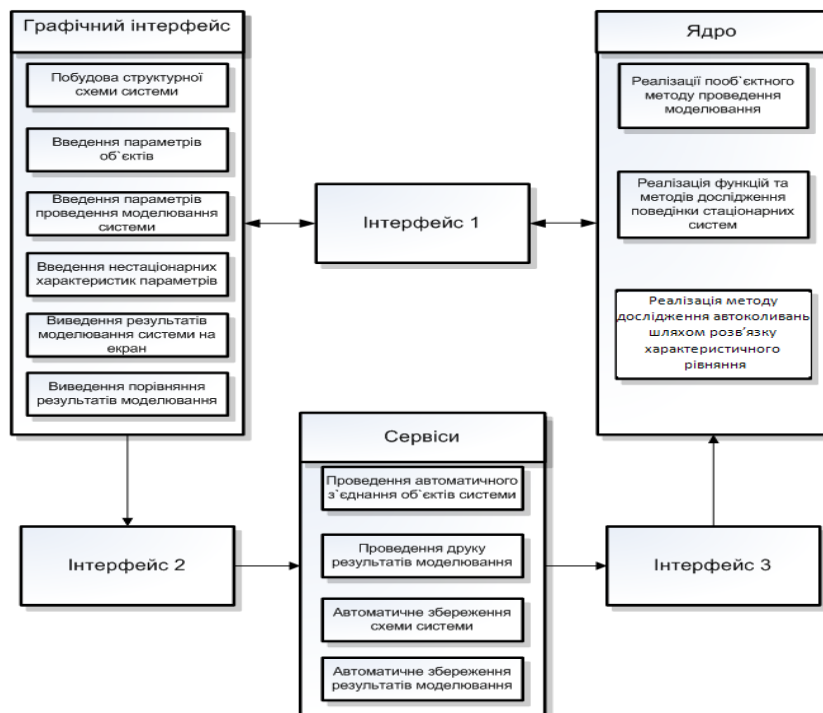 Графічний інтерфейс
Побудова структурної
схеми системи
Введення параметрів
об`єктів
Введення параметрів
проведення моделювання
системи
Введення нестаціонарних
характеристик параметрів
Виведення результатів
моделювання системи на
екран
Виведення порівняння
результатів моделювання
Інтерфейс 1
Ядро
Реалізації пооб`єктного
методу проведення
моделювання
Реалізація функцій та
методів дослідження
поведінки стаціонарних
систем
Реалізація методу
дослідження автоколивань
шляхом розв’язку
характеристичного
рівняння
Інтерфейс 2
Сервіси
Проведення автоматичного
з`єднання об`єктів системи
Проведення друку
результатів моделювання
Автоматичне збереження
схеми системи
Автоматичне збереження
результатів моделювання
Інтерфейс 3